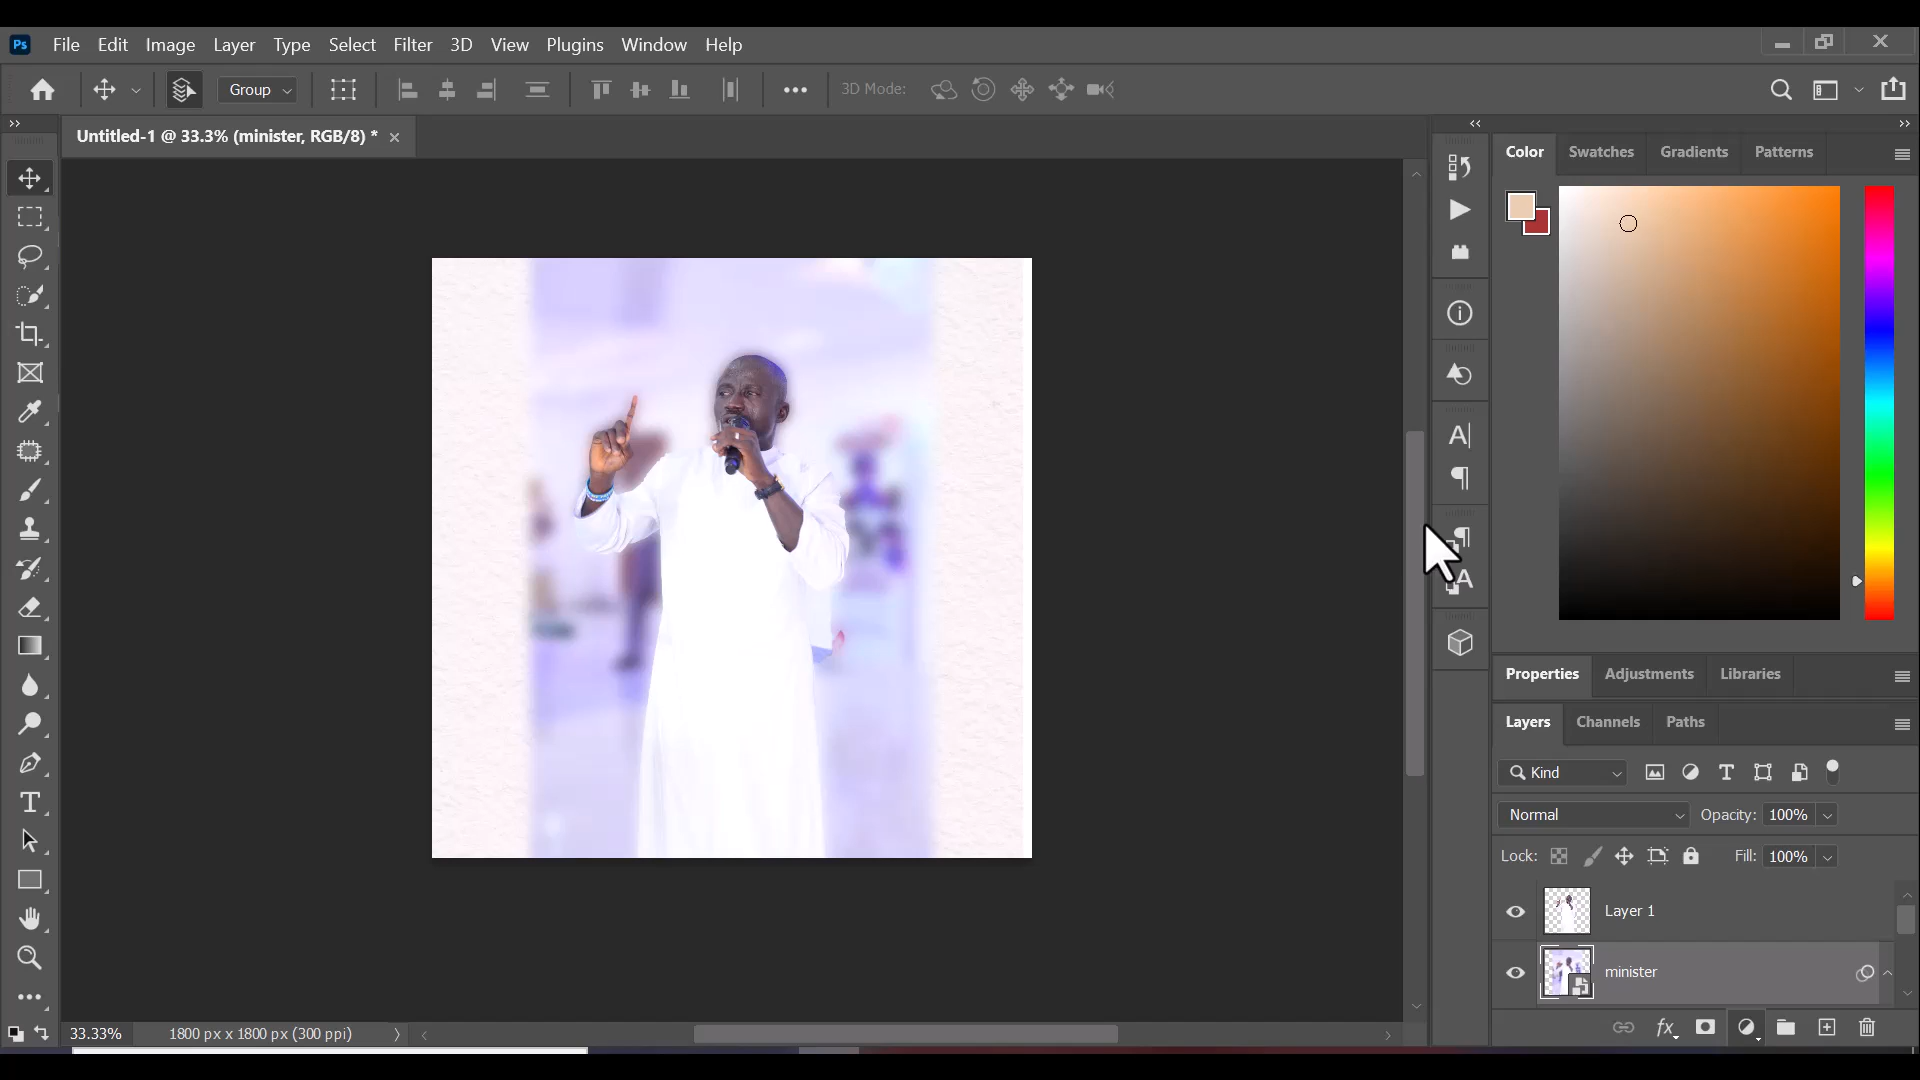 Ps File Edit Image Layer Type Select Filter 3D View Plugins Window Help
Group 3D Mode:
Untitled-1 @ 33.3% (minister, RGB/8) *
Color Swatches Gradients Patterns
Properties Adjustments Libraries
Layers Channels Paths
Kind
Normal Opacity: 100%
Lock: Fill: 100%
Layer 1
minister
33.33% 1800 px x 1800 px (300 ppi)